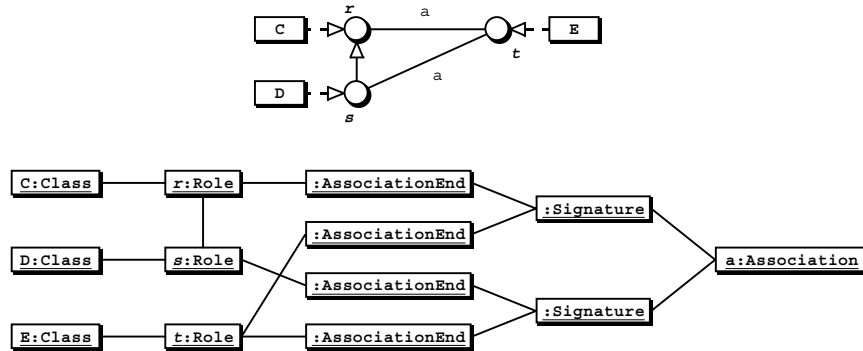 r
C
a
E
t
a
D
s
C:Class
r:Role
:AssociationEnd
:Signature
:AssociationEnd
D:Class
s:Role
a:Association
:AssociationEnd
:Signature
E:Class
t:Role
:AssociationEnd